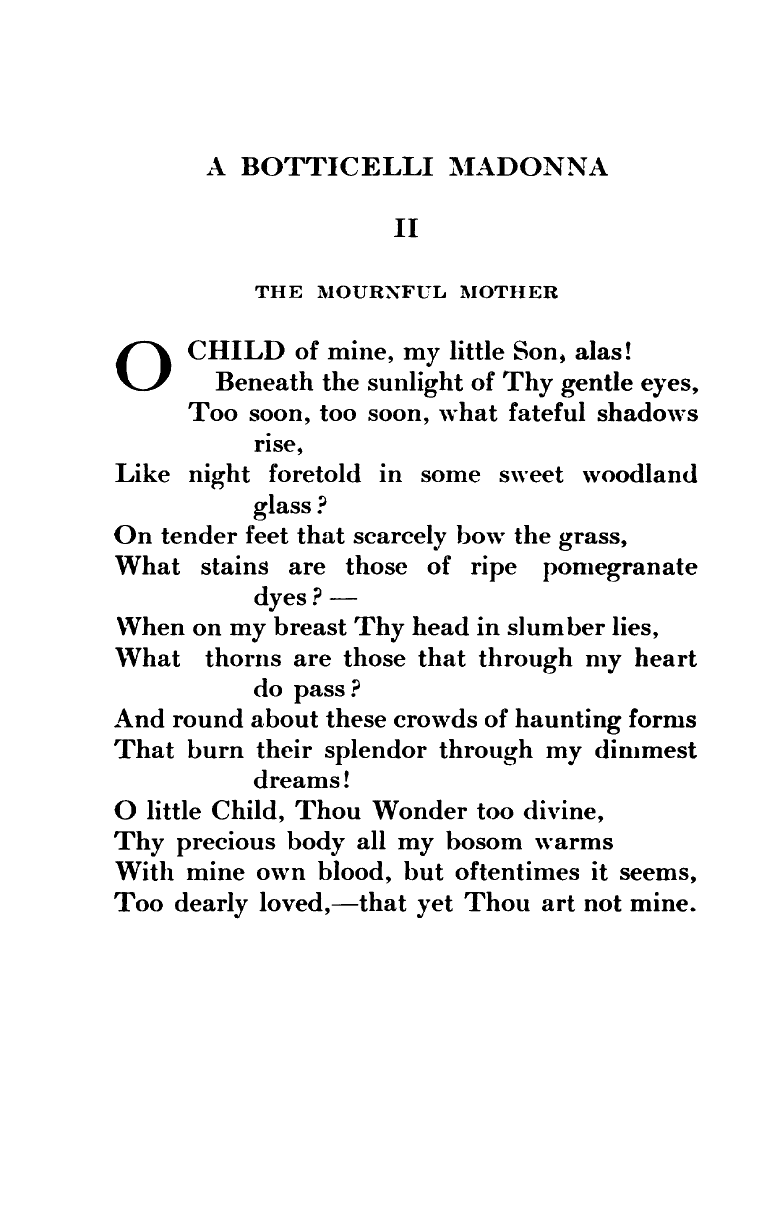 A BOTTICELLI MADONNA
II
THE MOURNFUL MOTHER
O CHILD of mine, my little Son, alas!
Beneath the sunlight of Thy gentle eyes,
Too soon, too soon, what fateful shadows
rise,
Like night foretold in some sweet woodland
glass?
On tender feet that scarcely bow the grass,
What stains are those of ripe pomegranate
dyes?—
When on my breast Thy head in slumber lies,
What thorns are those that through my heart
do pass?
And round about these crowds of haunting forms
That burn their splendor through my dimmest
dreams!
O little Child, Thou Wonder too divine,
Thy precious body all my bosom warms
With mine own blood, but oftentimes it seems,
Too dearly loved,—that yet Thou art not mine.